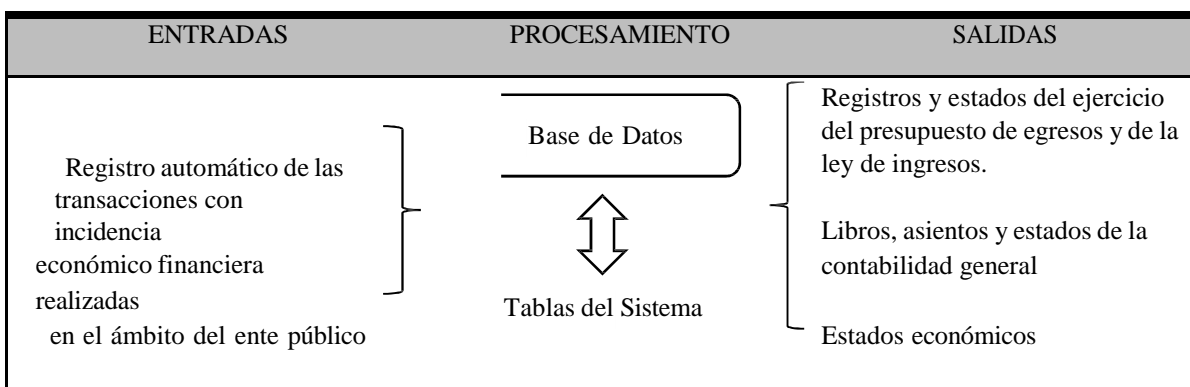 ENTRADAS PROCESAMIENTO SALIDAS
Registro automático de las
transacciones con
incidencia
económico financiera
realizadas
en el ámbito del ente público
Base de Datos
Tablas del Sistema
Registros y estados del ejercicio
del presupuesto de egresos y de la
ley de ingresos.
Libros, asientos y estados de la
contabilidad general
Estados económicos